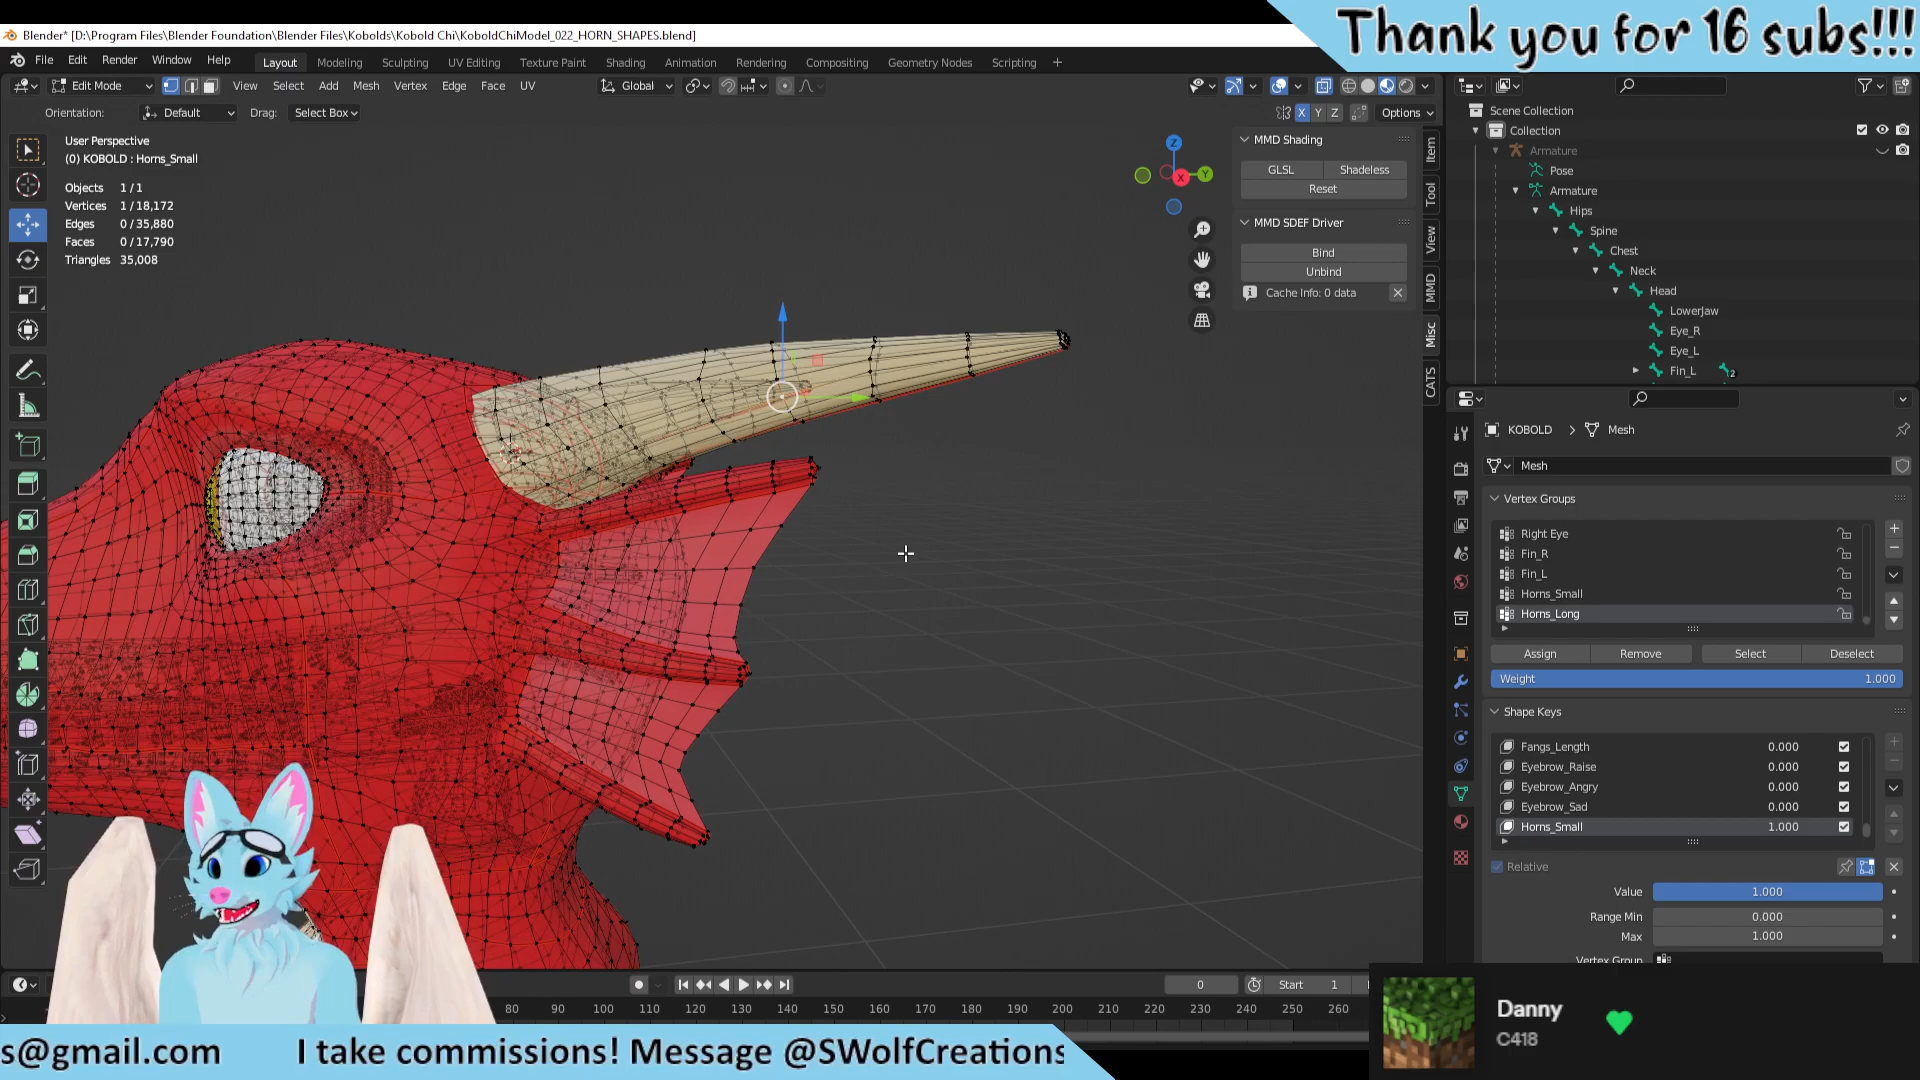 Thank you for 16 subs!!!
Blender* [D:\Program Files\Blender Foundation\Blender Files\Kobolds\Kobold Chi\KoboldChiModel_022_HORN_SHAPES.blend]
File Edit Render Window Help
Layout Modeling Sculpting UV Editing Texture Paint Shading Animation Rendering Compositing Geometry Nodes Scripting +
Edit Mode View Select Add Mesh Vertex Edge Face UV Global
Orientation: Default Drag: Select Box X Y Z Options
User Perspective
(0) KOBOLD : Horns_Small
Objects 1 / 1
Vertices 1 / 18,172
Edges 0 / 35,880
Faces 0 / 17,790
Triangles 35,008
Z
X
Y
MMD Shading
GLSL Shadeless
Reset
MMD SDEF Driver
Bind
Unbind
Cache Info: 0 data
Item
Tool
View
MMD
Misc
CATS
Scene Collection
Collection
Armature
Pose
Armature
Hips
Spine
Chest
Neck
Head
LowerJaw
Eye_R
Eye_L
Fin_L 2
KOBOLD > Mesh
Mesh
Vertex Groups
Right Eye
Fin_R
Fin_L
Horns_Small
Horns_Long
Assign Remove Select Deselect
Weight 1.000
Shape Keys
Fangs_Length 0.000
Eyebrow_Raise 0.000
Eyebrow_Angry 0.000
Eyebrow_Sad 0.000
Horns_Small 1.000
Relative
Value 1.000
Range Min 0.000
Max 1.000
Vertex Group
0 Start 1
80 90 100 110 120 130 140 150 160 170 180 190 200 210 220 230 240 250 260
Danny
C418
s@gmail.com I take commissions! Message @SWolfCreations